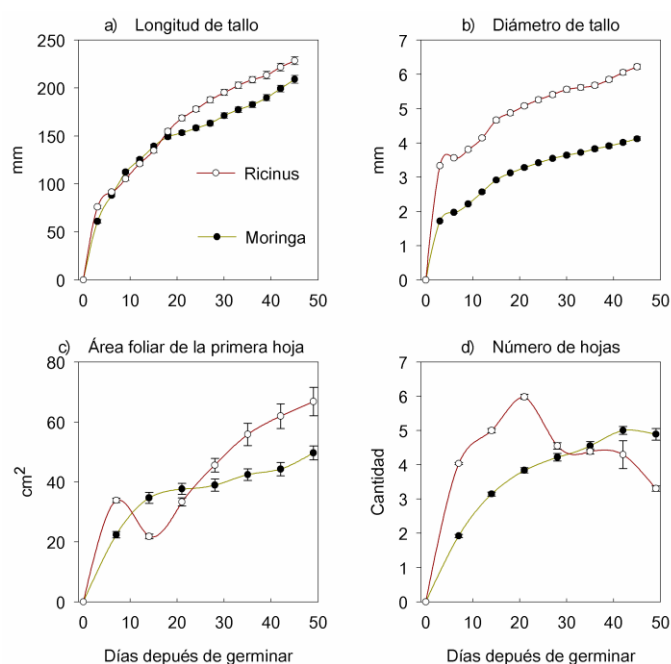 a) Longitud de tallo
250
200
150
100
50
0
mm
Ricinus
Moringa
0 10 20 30 40 50
b) Diámetro de tallo
7
6
5
4
3
2
1
0
mm
0 10 20 30 40 50
c) Área foliar de la primera hoja
80
60
40
20
0
cm²
0 10 20 30 40 50
Días depués de germinar
d) Número de hojas
7
6
5
4
3
2
1
0
Cantidad
0 10 20 30 40 50
Días depués de germinar